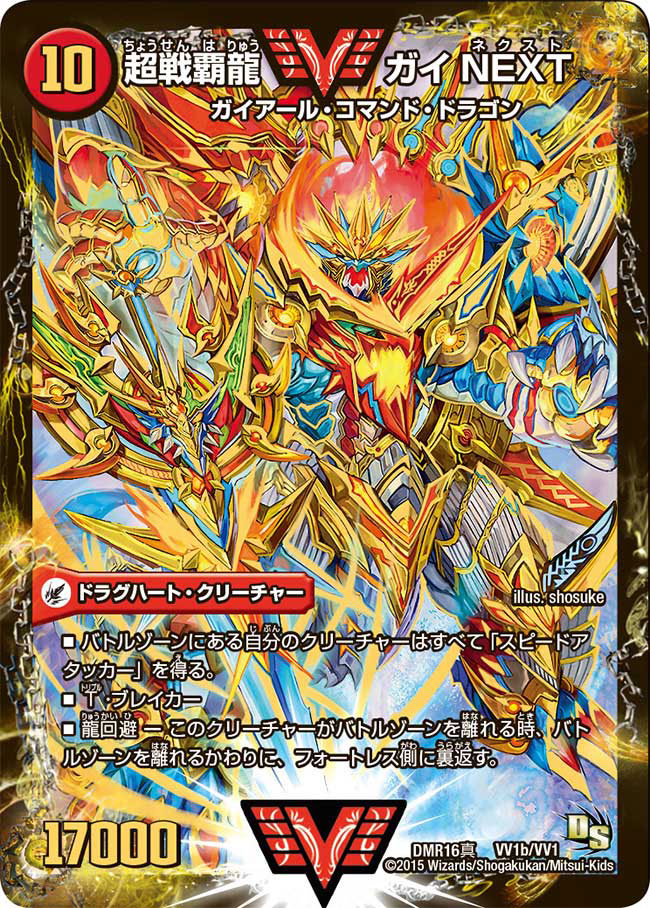 10
超戦覇龍 ガイ NEXT
ちょうせん は りゅう ネクスト
ガイアール・コマンド・ドラゴン
ドラグハート・クリーチャー
illus. shosuke
■ バトルゾーンにある自分のクリーチャーはすべて「スピードア
タッカー」を得る。
■ T・ブレイカー
■ 龍回避 ー このクリーチャーがバトルゾーンを離れる時、バト
ルゾーンを離れるかわりに、フォートレス側に裏返す。
17000
DS
DMR16真 VV1b/VV1
©2015 Wizards/Shogakukan/Mitsui-Kids